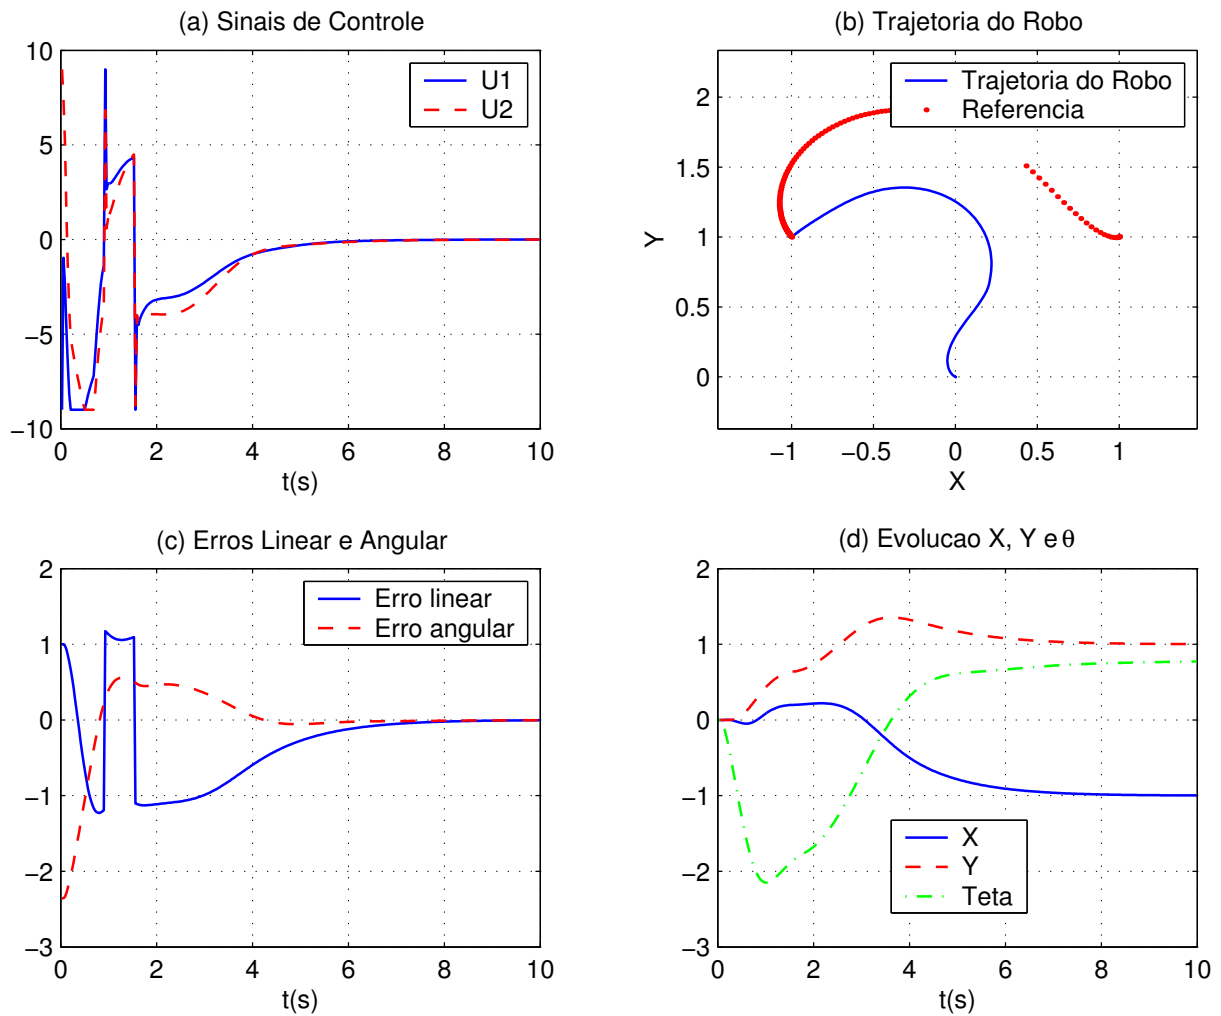 (a) Sinais de Controle
10
5
0
−5
−10
0 2 4 6 8 10
t(s)
U1
U2
(b) Trajetoria do Robo
2
1.5
1
0.5
0
Y
−1 −0.5 0 0.5 1
X
Trajetoria do Robo
Referencia
(c) Erros Linear e Angular
2
1
0
−1
−2
−3
0 2 4 6 8 10
t(s)
Erro linear
Erro angular
(d) Evolucao X, Y e θ
2
1
0
−1
−2
−3
0 2 4 6 8 10
t(s)
X
Y
Teta